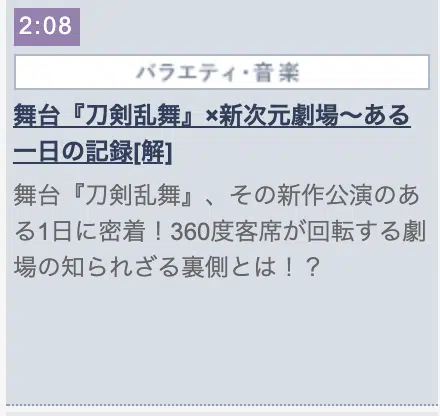 2:08
バラエティ・音楽
舞台『刀剣乱舞』×新次元劇場～ある
一日の記録[解]
舞台『刀剣乱舞』、その新作公演のあ
る1日に密着！360度客席が回転する劇
場の知られざる裏側とは！？